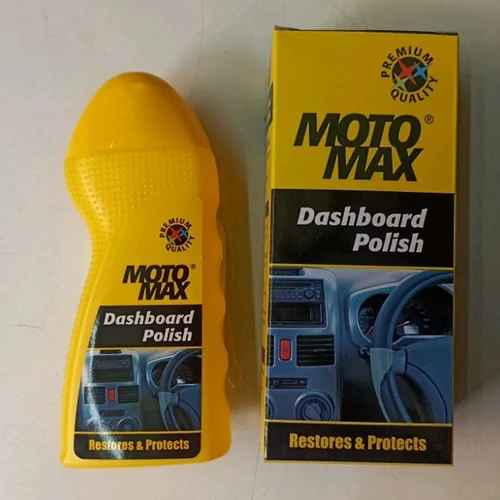 PREMIUM
QUALITY
MOTO
MAX®
Dashboard
Polish
Restores & Protects
PREMIUM
QUALITY
MOTO
MAX®
Dashboard
Polish
Restores & Protects